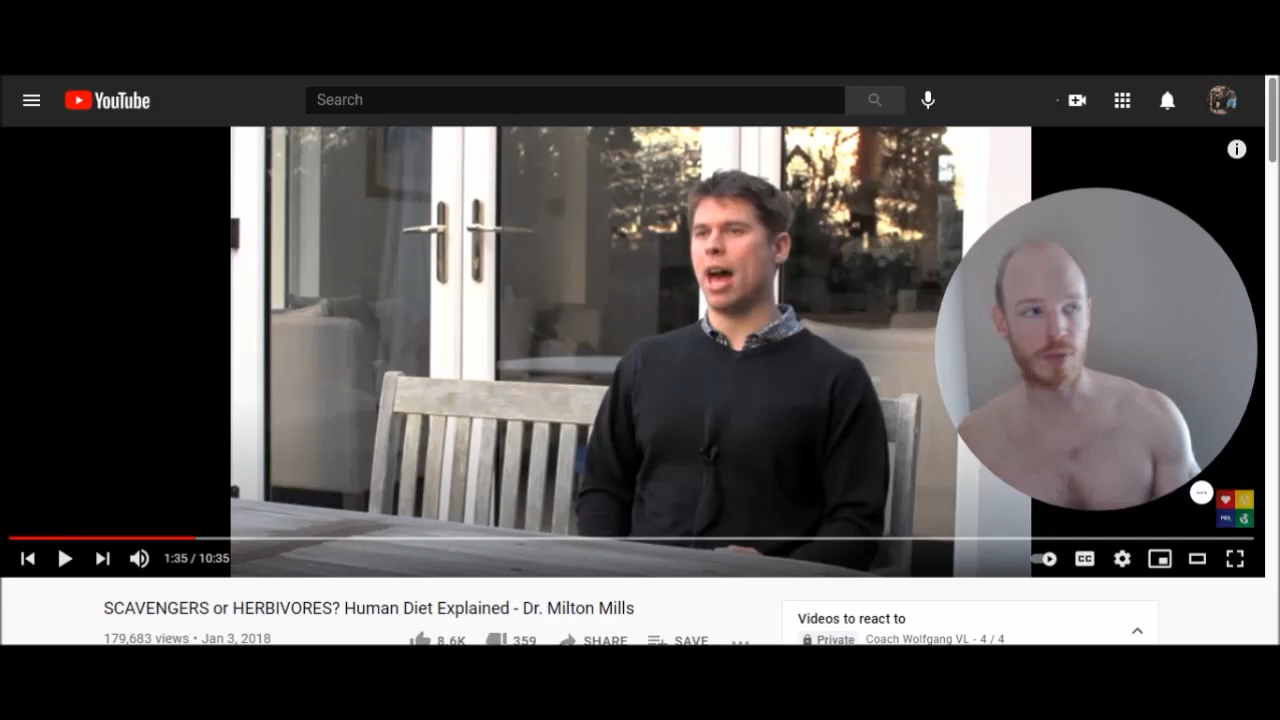 YouTube
Search
1:35 / 10:35
CC
SCAVENGERS or HERBIVORES? Human Diet Explained - Dr. Milton Mills
179,683 views • Jan 3, 2018
8.6K
359
SHARE
SAVE
Videos to react to
Private
Coach Wolfgang VL - 4 / 4